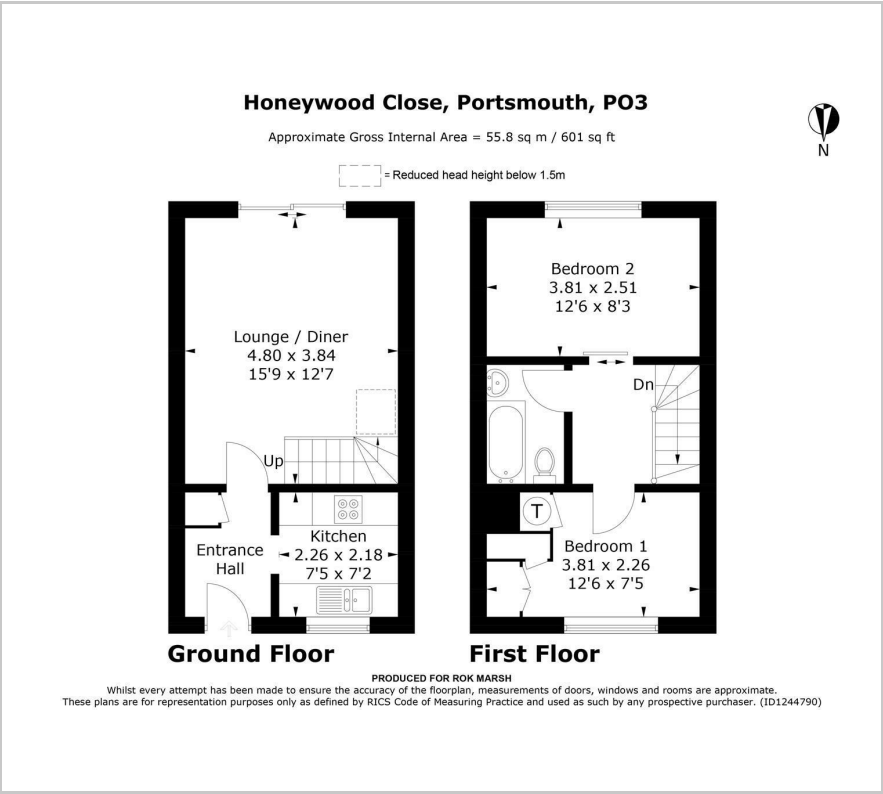 Honeywood Close, Portsmouth, PO3
Approximate Gross Internal Area = 55.8 sq m / 601 sq ft
N
= Reduced head height below 1.5m
Lounge / Diner
4.80 x 3.84
15'9 x 12'7
Up
Entrance
Hall
Kitchen
2.26 x 2.18
7'5 x 7'2
Ground Floor
Bedroom 2
3.81 x 2.51
12'6 x 8'3
Dn
T
Bedroom 1
3.81 x 2.26
12'6 x 7'5
First Floor
PRODUCED FOR ROK MARSH
Whilst every attempt has been made to ensure the accuracy of the floorplan, measurements of doors, windows and rooms are approximate.
These plans are for representation purposes only as defined by RICS Code of Measuring Practice and used as such by any prospective purchaser. (ID1244790)